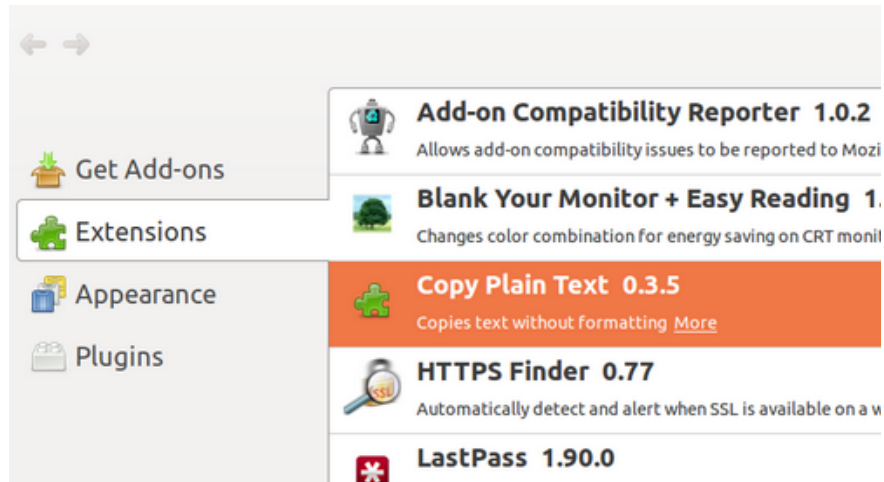 Get Add-ons
Extensions
Appearance
Plugins
Add-on Compatibility Reporter 1.0.2
Allows add-on compatibility issues to be reported to Mozi
Blank Your Monitor + Easy Reading 1.
Changes color combination for energy saving on CRT monit
Copy Plain Text 0.3.5
Copies text without formatting More
HTTPS Finder 0.77
Automatically detect and alert when SSL is available on a w
SSL
LastPass 1.90.0